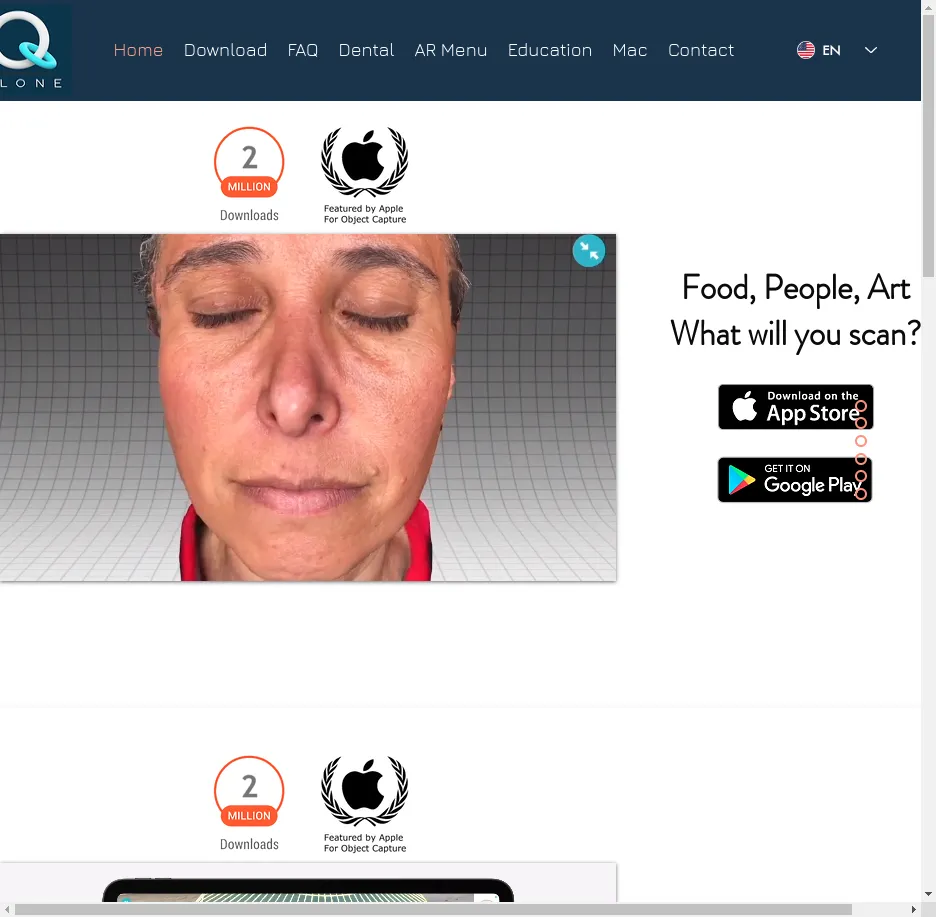 LONE
Home Download FAQ Dental AR Menu Education Mac Contact
EN
2
MILLION
Downloads
Featured by Apple
For Object Capture
Food, People, Art
What will you scan?
Download on the
App Store
GET IT ON
Google Play
2
MILLION
Downloads
Featured by Apple
For Object Capture